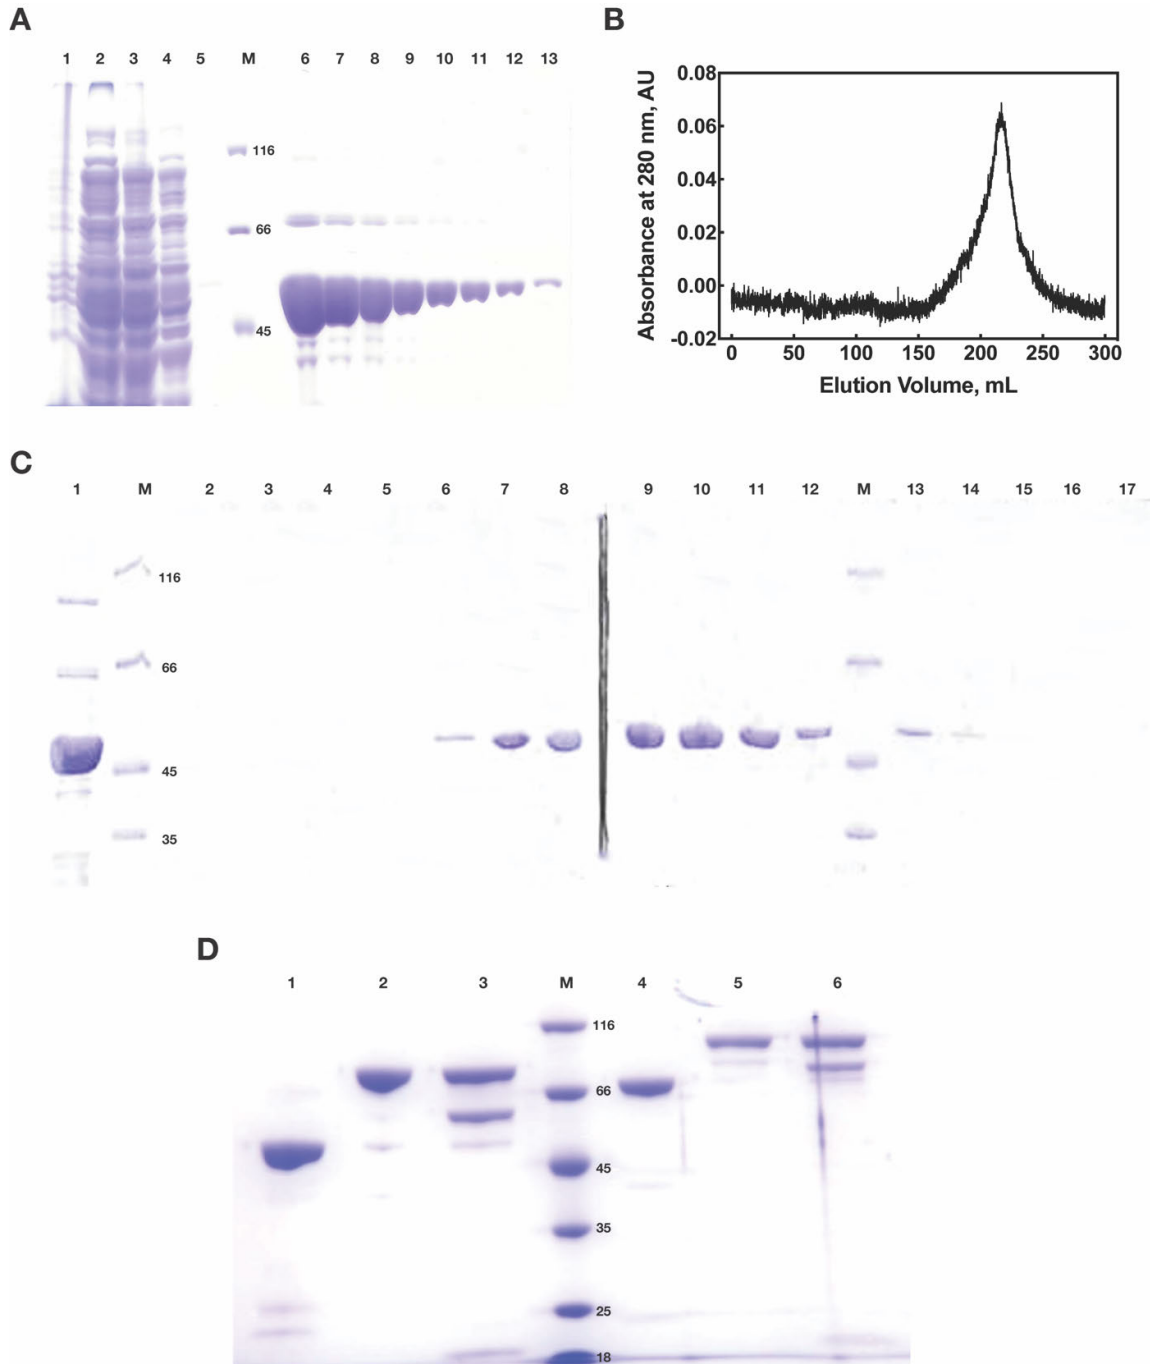 A
1 2 3 4 5 M 6 7 8 9 10 11 12 13
116
66
45
B
0.08
0.06
0.04
0.02
0.00
-0.02
Absorbance at 280 nm, AU
0 50 100 150 200 250 300
Elution Volume, mL
C
1 M 2 3 4 5 6 7 8 9 10 11 12 M 13 14 15 16 17
116
66
45
35
D
1 2 3 M 4 5 6
116
66
45
35
25
18